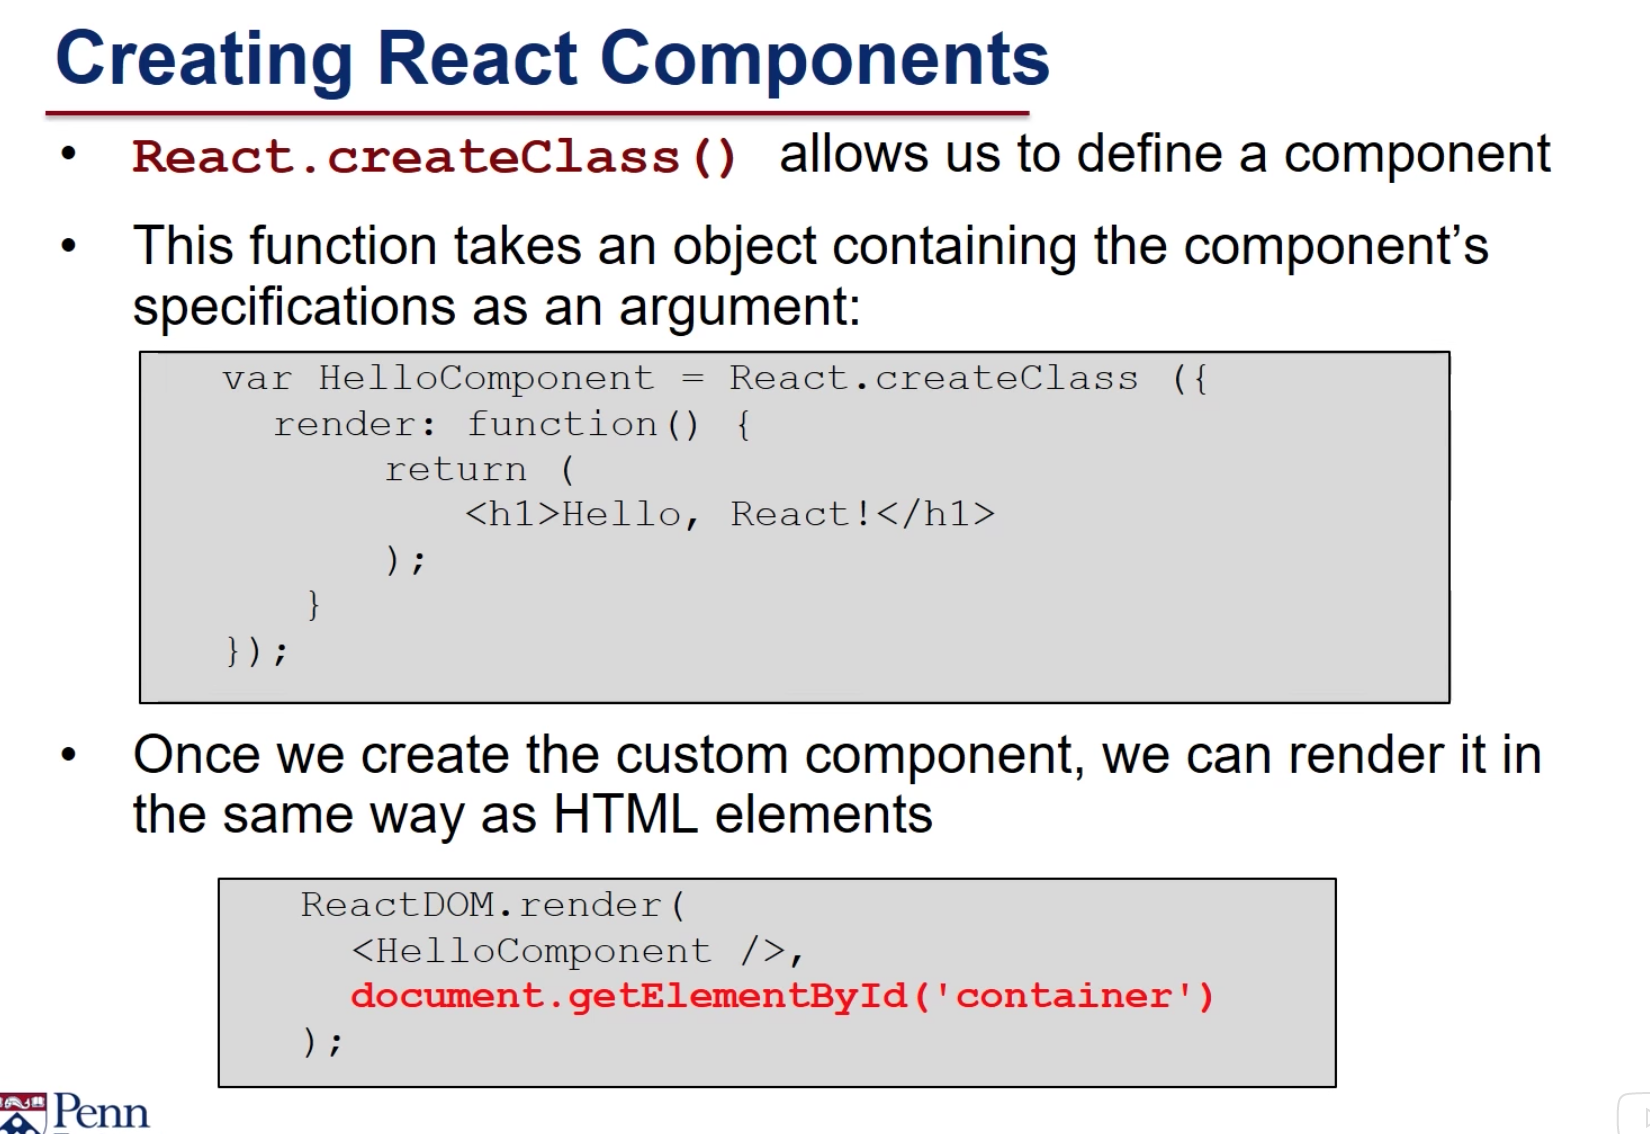 Creating React Components
• React.createClass() allows us to define a component
• This function takes an object containing the component’s
specifications as an argument:
var HelloComponent = React.createClass ({
render: function() {
return (
<h1>Hello, React!</h1>
);
}
});
• Once we create the custom component, we can render it in
the same way as HTML elements
ReactDOM.render(
<HelloComponent />,
document.getElementById('container')
);
Penn